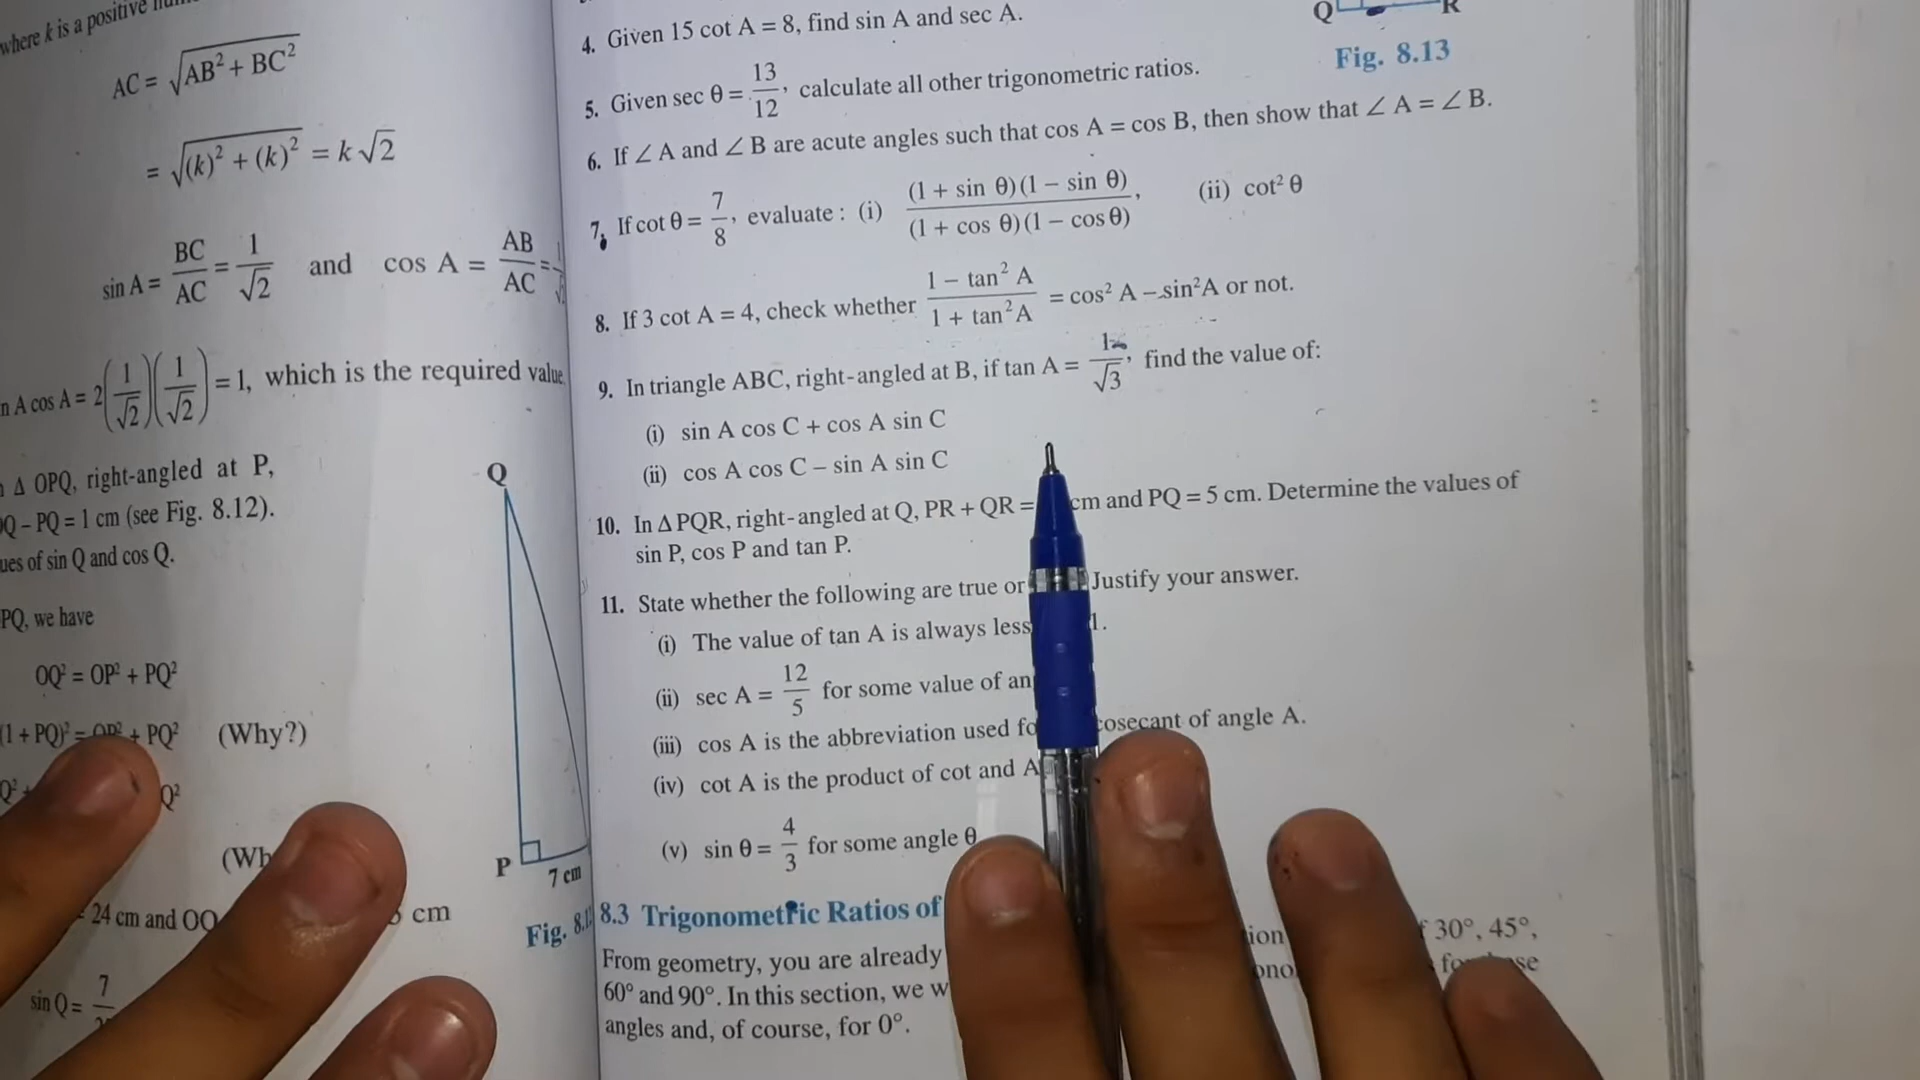 where k is a positive
AC = √AB² + BC²
= √(k)² + (k)² = k √2
sin A = BC/AC = 1/√2 and cos A = AB/AC =
A cos A = 2(1/√2)(1/√2) = 1, which is the required value
Δ OPQ, right-angled at P,
Q – PQ = 1 cm (see Fig. 8.12).
of sin Q and cos Q.
PQ, we have
OQ² = OP² + PQ²
(1 + PQ)² = OP² + PQ² (Why?)
Q²
24 cm and OQ cm
sin Q = 7
Q
P
7 cm
Fig.
Q R
Fig. 8.13
4. Given 15 cot A = 8, find sin A and sec A.
5. Given sec θ = 13/12, calculate all other trigonometric ratios.
6. If ∠ A and ∠ B are acute angles such that cos A = cos B, then show that ∠ A = ∠ B.
7. If cot θ = 7/8, evaluate : (i) (1 + sin θ)(1 – sin θ)/(1 + cos θ)(1 – cos θ), (ii) cot² θ
8. If 3 cot A = 4, check whether 1 – tan² A/1 + tan² A = cos² A – sin² A or not.
9. In triangle ABC, right-angled at B, if tan A = 1/√3, find the value of:
(i) sin A cos C + cos A sin C
(ii) cos A cos C – sin A sin C
10. In Δ PQR, right-angled at Q, PR + QR = cm and PQ = 5 cm. Determine the values of
sin P, cos P and tan P.
11. State whether the following are true or Justify your answer.
(i) The value of tan A is always less 1.
(ii) sec A = 12/5 for some value of
(iii) cos A is the abbreviation used cosecant of angle A.
(iv) cot A is the product of cot and A
(v) sin θ = 4/3 for some angle θ
8.3 Trigonometric Ratios of
From geometry, you are already 30°, 45°,
60° and 90°. In this section, we
angles and, of course, for 0°.